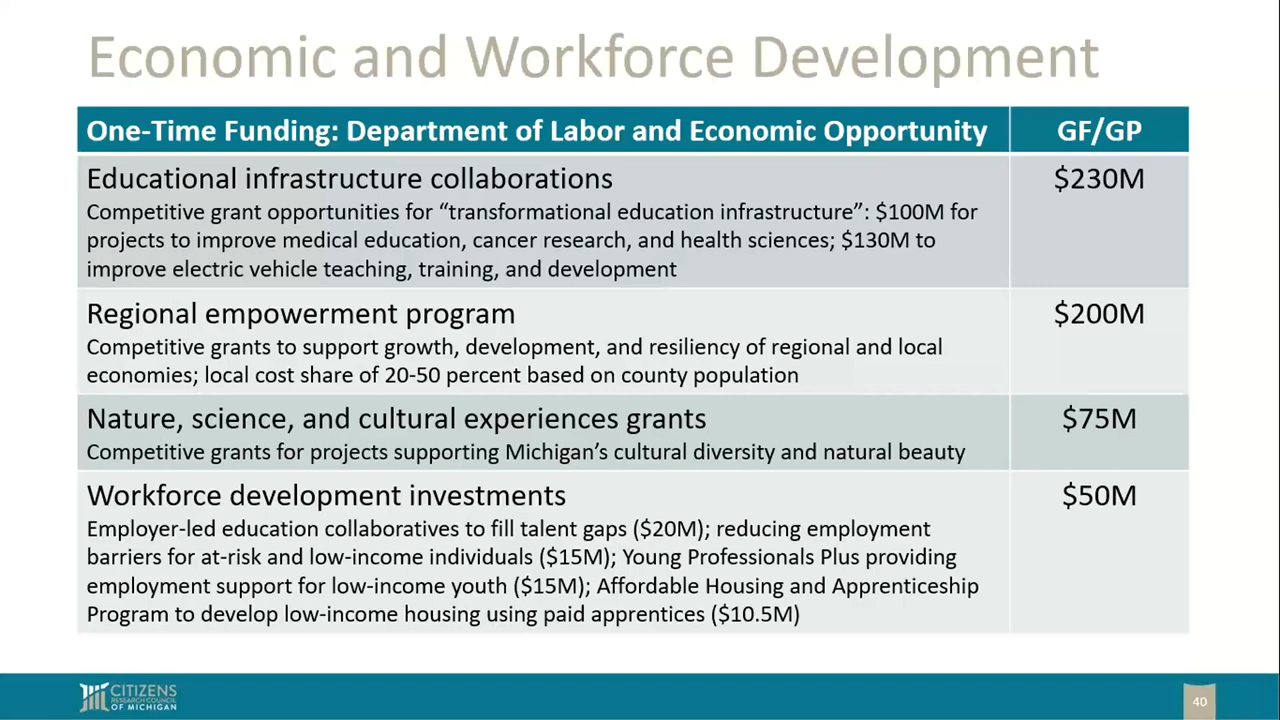 Economic and Workforce Development
One-Time Funding: Department of Labor and Economic Opportunity GF/GP
Educational infrastructure collaborations $230M
Competitive grant opportunities for “transformational education infrastructure”: $100M for
projects to improve medical education, cancer research, and health sciences; $130M to
improve electric vehicle teaching, training, and development
Regional empowerment program $200M
Competitive grants to support growth, development, and resiliency of regional and local
economies; local cost share of 20-50 percent based on county population
Nature, science, and cultural experiences grants $75M
Competitive grants for projects supporting Michigan’s cultural diversity and natural beauty
Workforce development investments $50M
Employer-led education collaboratives to fill talent gaps ($20M); reducing employment
barriers for at-risk and low-income individuals ($15M); Young Professionals Plus providing
employment support for low-income youth ($15M); Affordable Housing and Apprenticeship
Program to develop low-income housing using paid apprentices ($10.5M)
CITIZENS
RESEARCH COUNCIL
OF MICHIGAN
40